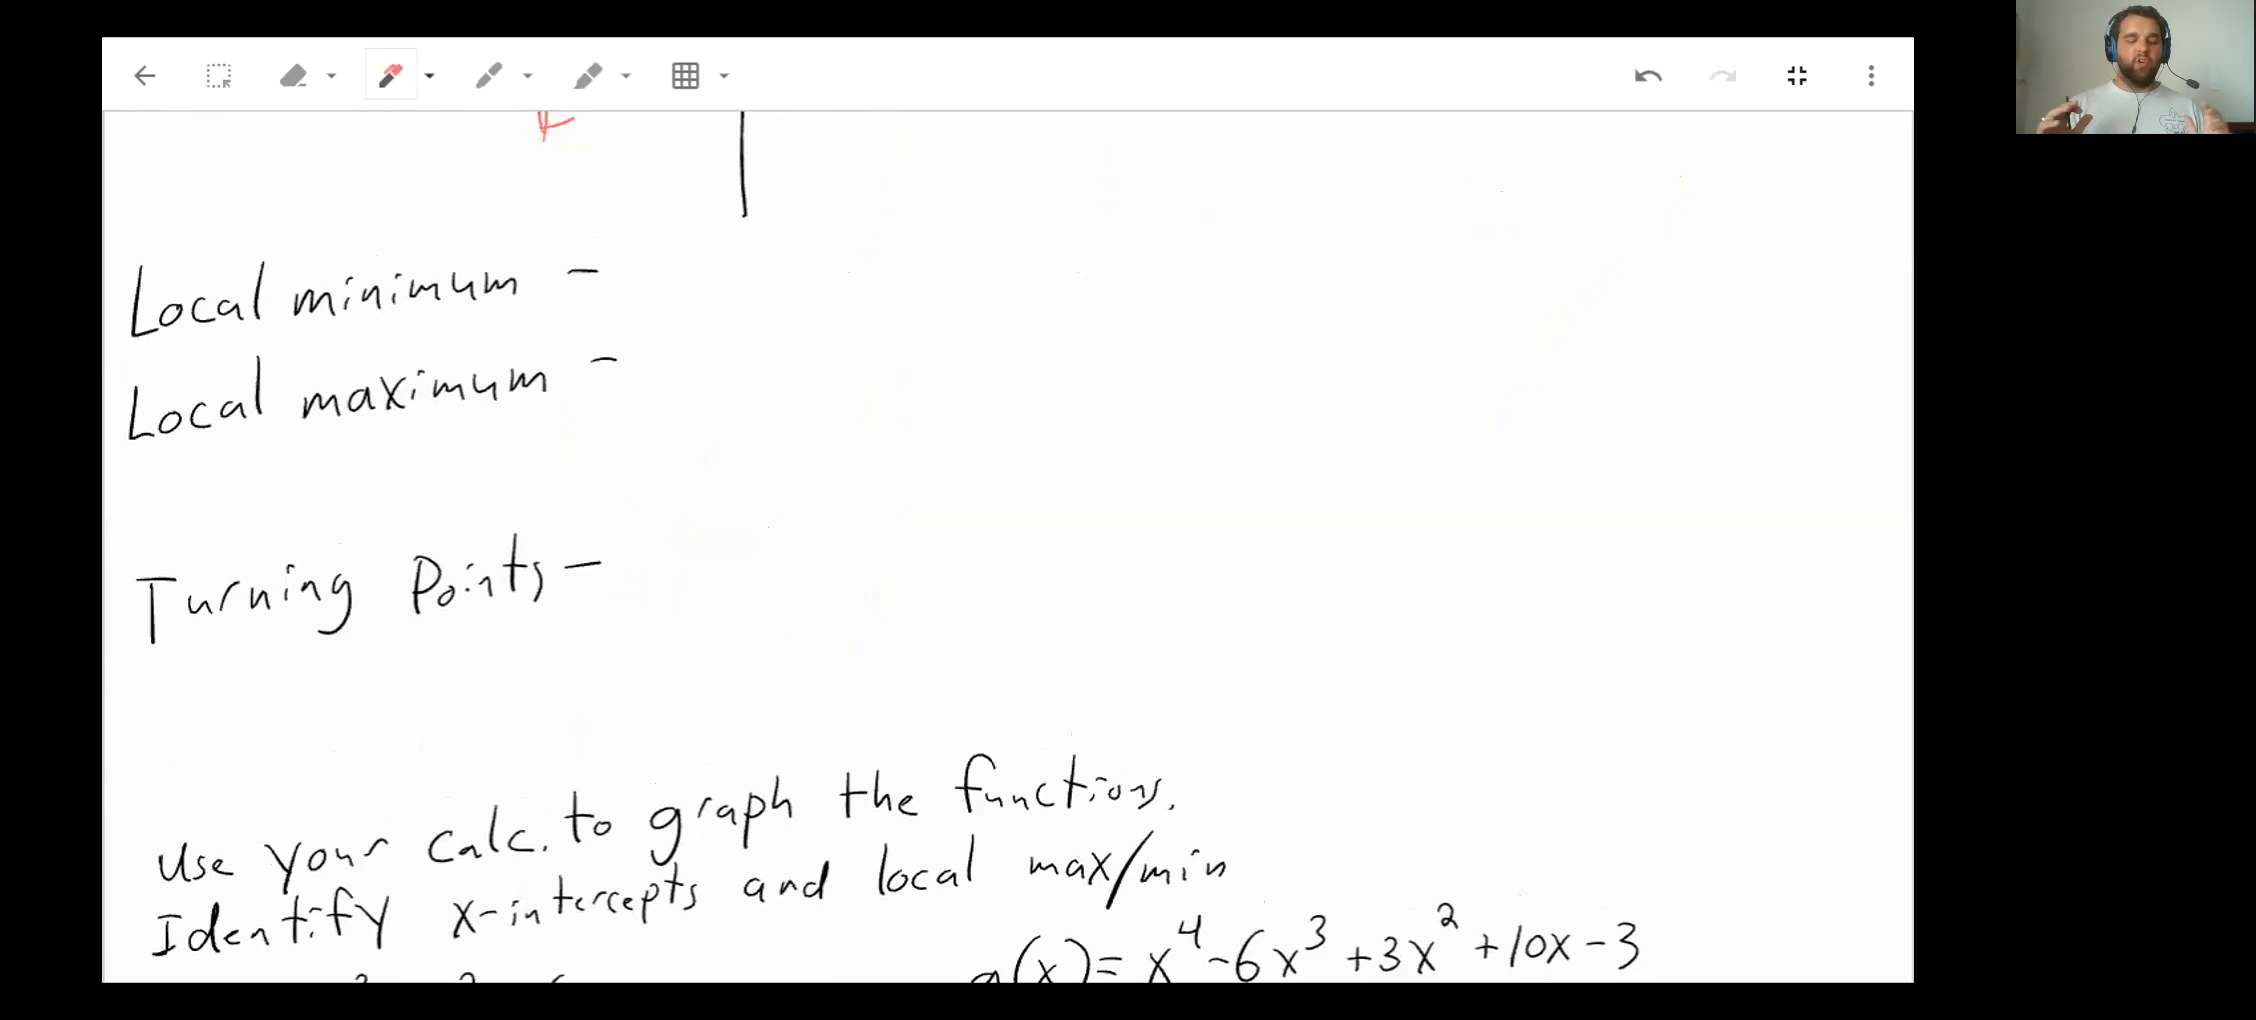 Local minimum -
Local maximum -
Turning Points -
Use your calc. to graph the functions.
Identify x-intercepts and local max/min
g(x) = x⁴-6x³+3x²+10x-3